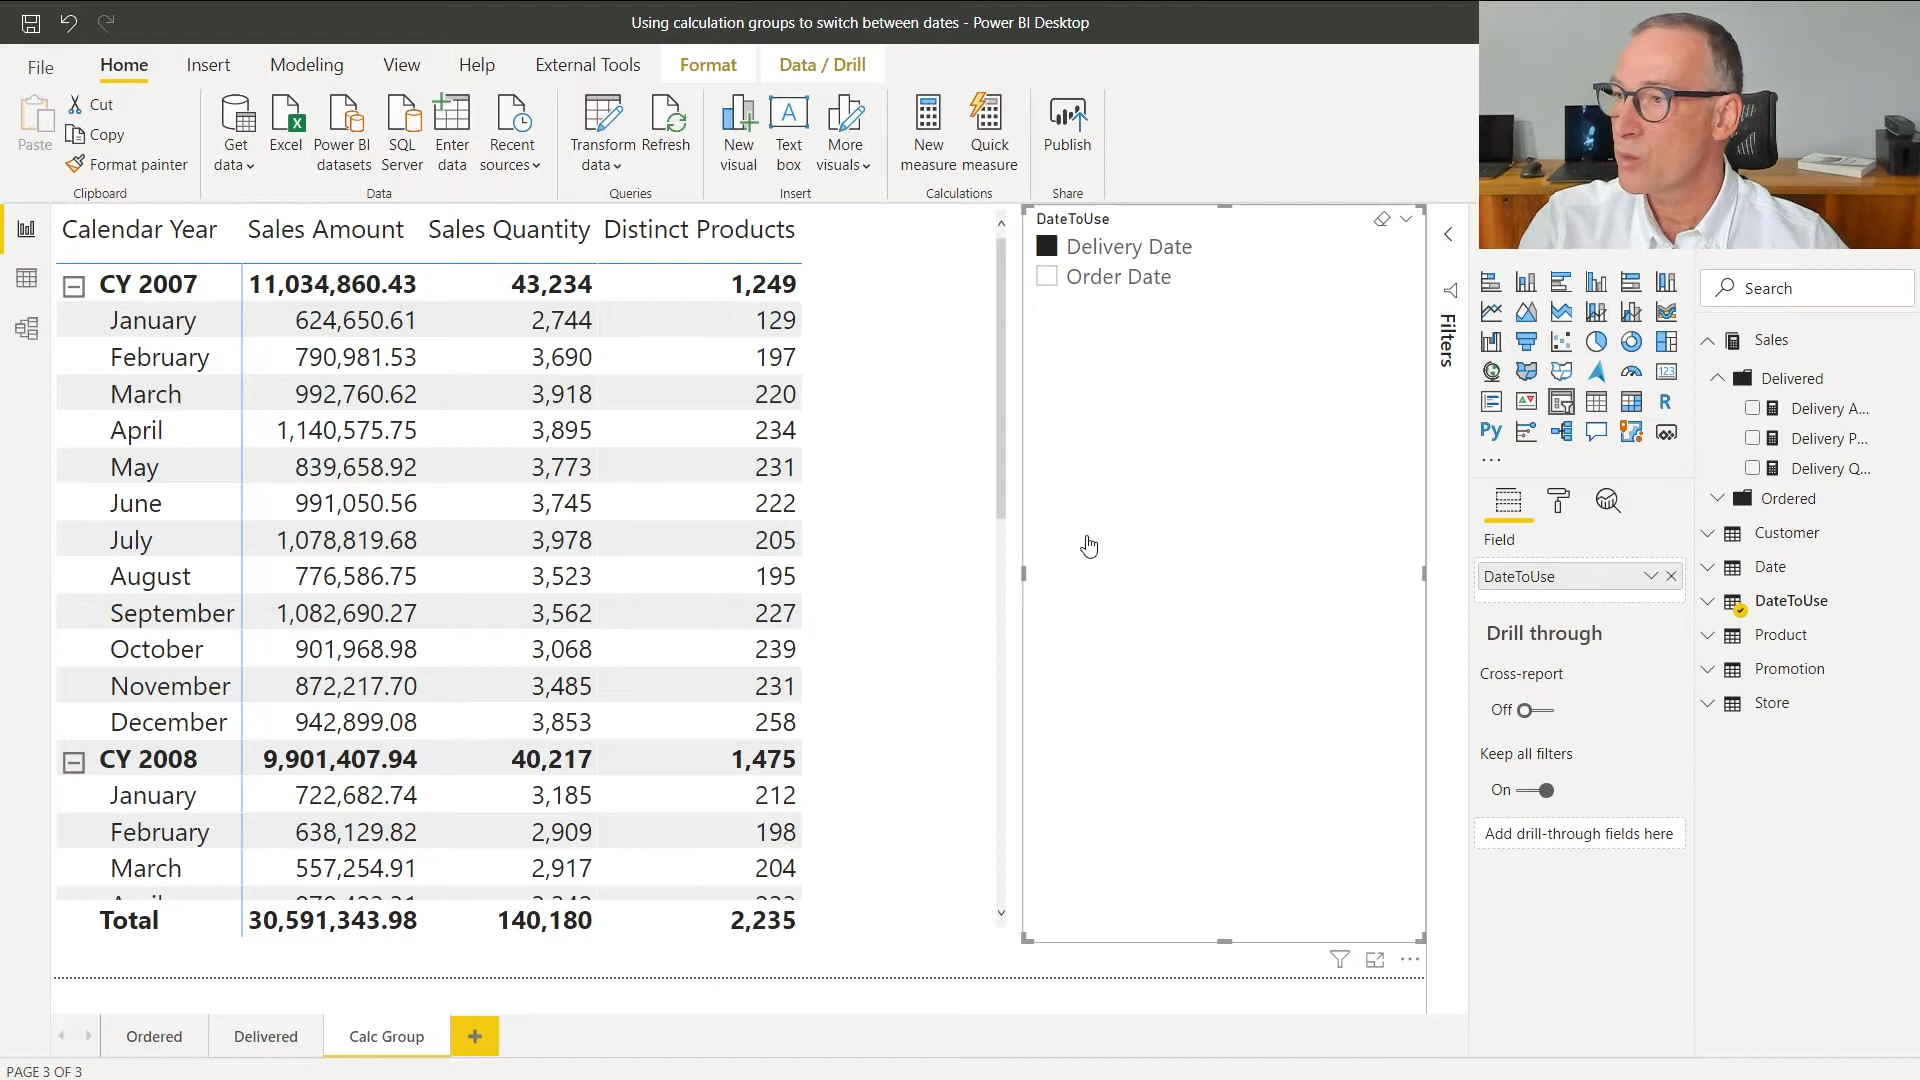 Using calculation groups to switch between dates - Power BI Desktop
File
Home
Insert
Modeling
View
Help
External Tools
Format
Data / Drill
Paste
Cut
Copy
Format painter
Clipboard
Get data
Excel
Power BI datasets
SQL Server
Enter data
Recent sources
Data
Transform data
Refresh
Queries
New visual
Text box
More visuals
Insert
New measure
Quick measure
Calculations
Publish
Share
Calendar Year Sales Amount Sales Quantity Distinct Products
CY 2007 11,034,860.43 43,234 1,249
January 624,650.61 2,744 129
February 790,981.53 3,690 197
March 992,760.62 3,918 220
April 1,140,575.75 3,895 234
May 839,658.92 3,773 231
June 991,050.56 3,745 222
July 1,078,819.68 3,978 205
August 776,586.75 3,523 195
September 1,082,690.27 3,562 227
October 901,968.98 3,068 239
November 872,217.70 3,485 231
December 942,899.08 3,853 258
CY 2008 9,901,407.94 40,217 1,475
January 722,682.74 3,185 212
February 638,129.82 2,909 198
March 557,254.91 2,917 204
Total 30,591,343.98 140,180 2,235
DateToUse
Delivery Date
Order Date
Filters
123
R
Py
...
Field
DateToUse
Drill through
Cross-report
Off
Keep all filters
On
Add drill-through fields here
Search
Sales
Delivered
Delivery A...
Delivery P...
Delivery Q...
Ordered
Customer
Date
DateToUse
Product
Promotion
Store
Ordered
Delivered
Calc Group
+
PAGE 3 OF 3